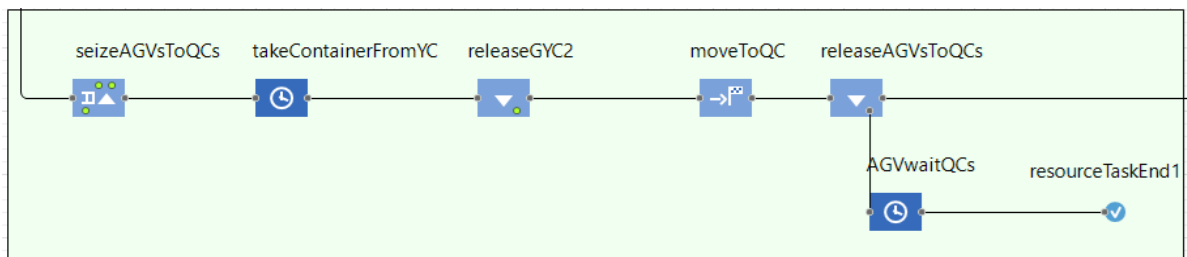 seizeAGVsToQCs
takeContainerFromYC
releaseGYC2
moveToQC
releaseAGVsToQCs
AGVwaitQCs
resourceTaskEnd1